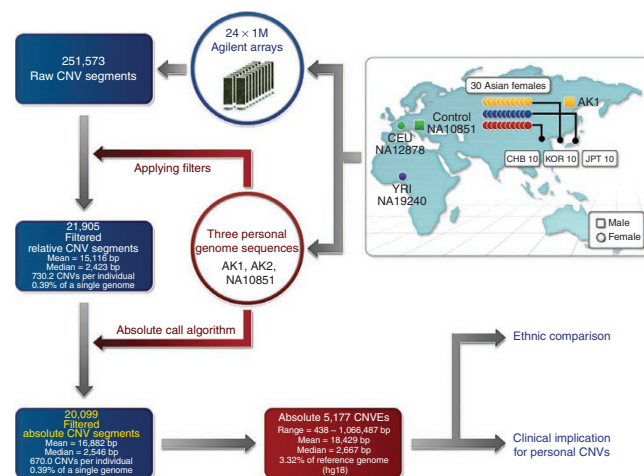 251,573
Raw CNV segments
24 × 1M
Agilent arrays
30 Asian females
AK1
Control
NA10851
CEU
NA12878
YRI
NA19240
CHB 10
KOR 10
JPT 10
Male
Female
Applying filters
Three personal
genome sequences
AK1, AK2,
NA10851
21,905
Filtered
relative CNV segments
Mean = 15,116 bp
Median = 2,423 bp
730.2 CNVs per individual
0.39% of a single genome
Absolute call algorithm
20,099
Filtered
absolute CNV segments
Mean = 16,882 bp
Median = 2,546 bp
670.0 CNVs per individual
0.39% of a single genome
Absolute 5,177 CNVEs
Range = 438 ~ 1,066,487 bp
Mean = 18,429 bp
Median = 2,667 bp
3.32% of reference genome
(hg18)
Ethnic comparison
Clinical implication
for personal CNVs